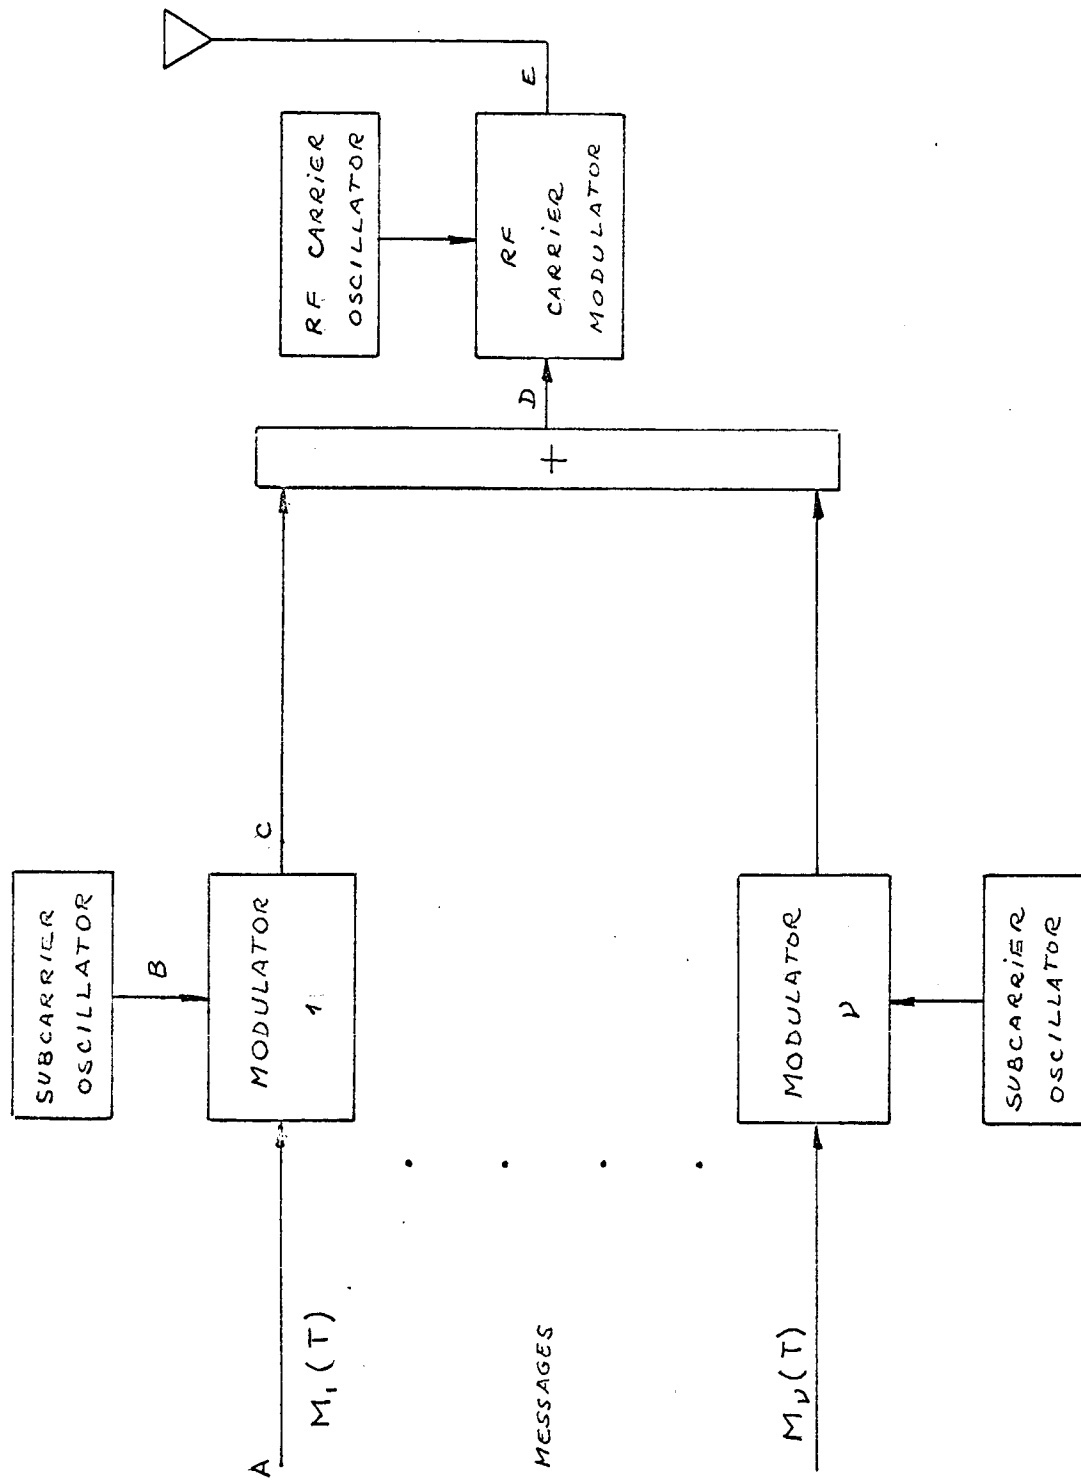 SUBCARRIER
OSCILLATOR
B
A
M₁(T)
MODULATOR
1
C
MESSAGES
+
D
RF CARRIER
OSCILLATOR
RF
CARRIER
MODULATOR
E
Mν(T)
MODULATOR
ν
SUBCARRIER
OSCILLATOR